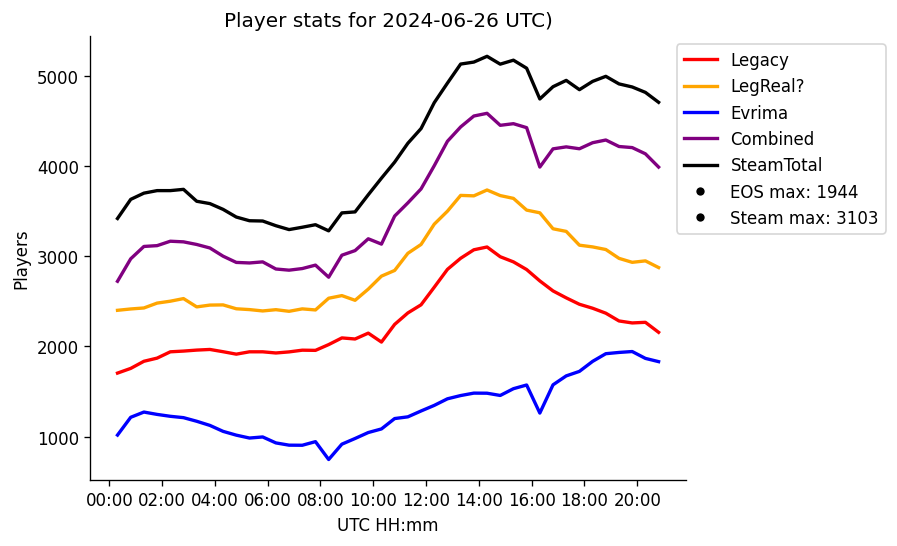 Player stats for 2024-06-26 UTC)
Legacy
LegReal?
Evrima
Combined
SteamTotal
EOS max: 1944
Steam max: 3103
5000
4000
3000
2000
1000
Players
00:00 02:00 04:00 06:00 08:00 10:00 12:00 14:00 16:00 18:00 20:00
UTC HH:mm